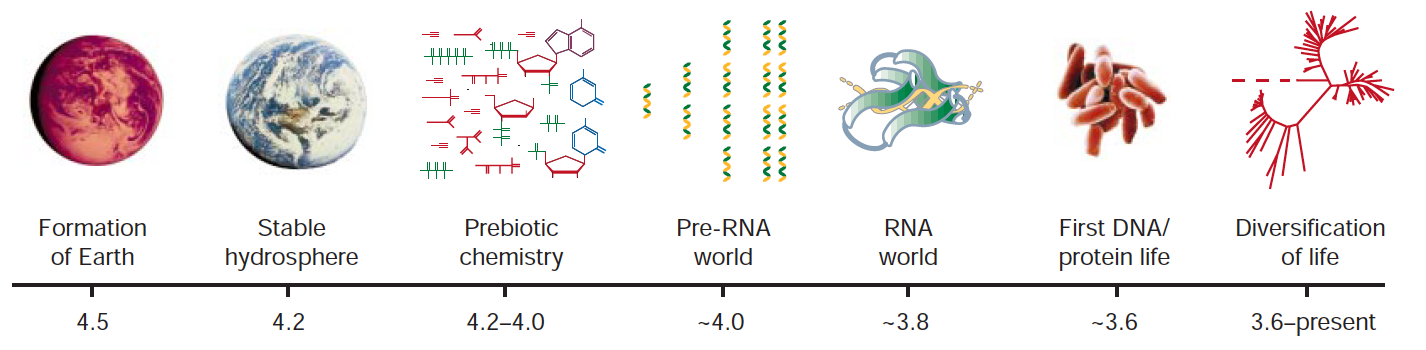 Formation
of Earth
Stable
hydrosphere
Prebiotic
chemistry
Pre-RNA
world
RNA
world
First DNA/
protein life
Diversification
of life
4.5
4.2
4.2–4.0
~4.0
~3.8
~3.6
3.6–present